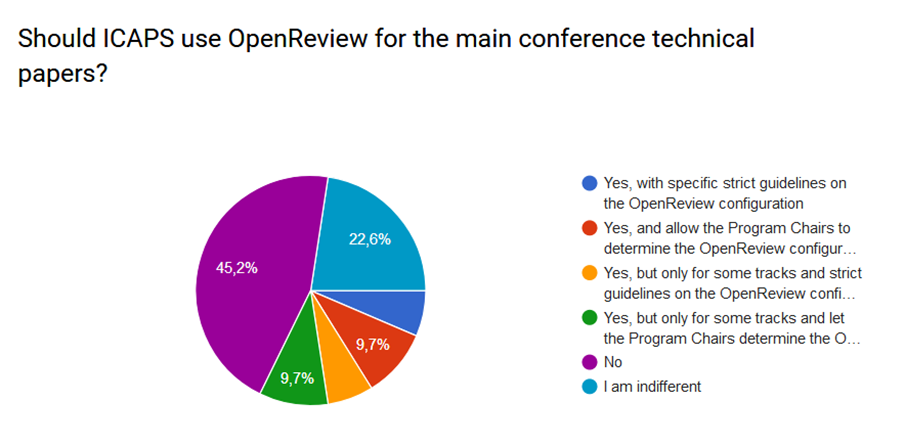 Should ICAPS use OpenReview for the main conference technical
papers?
22,6%
45,2%
9,7%
9,7%
Yes, with specific strict guidelines on
the OpenReview configuration
Yes, and allow the Program Chairs to
determine the OpenReview configur…
Yes, but only for some tracks and strict
guidelines on the OpenReview confi…
Yes, but only for some tracks and let
the Program Chairs determine the O…
No
I am indifferent